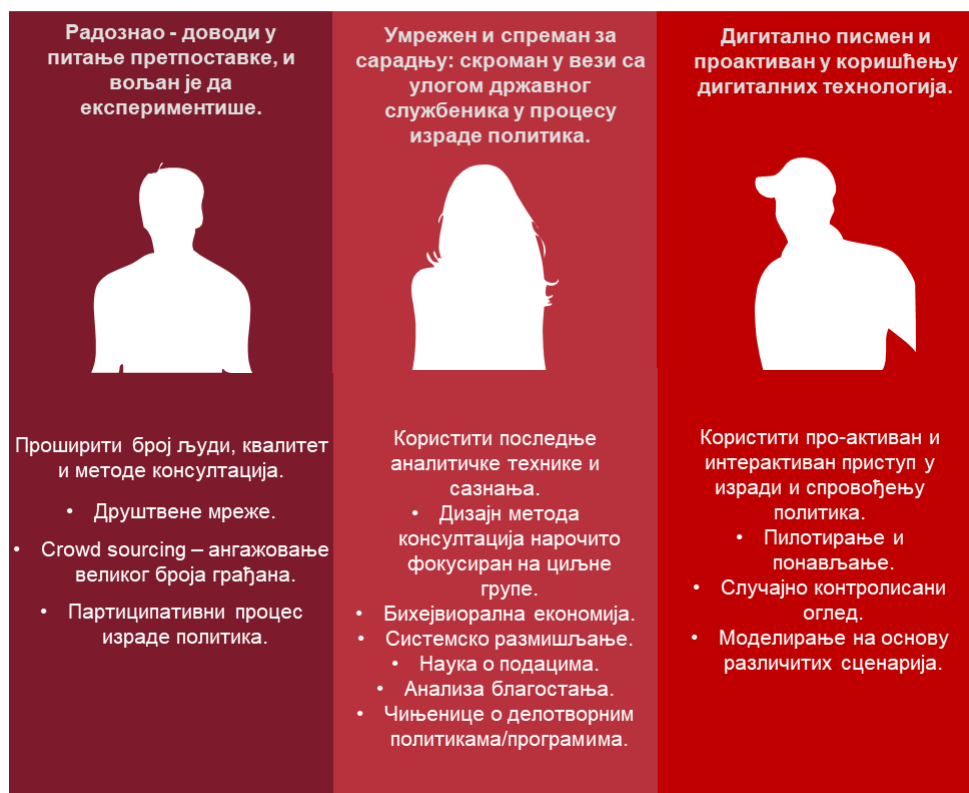 Радознао - доводи у
питање претпоставке, и
вољан је да
експериментише.
Проширити број људи, квалитет
и методе консултација.
• Друштвене мреже.
• Crowd sourcing – ангажовање
великог броја грађана.
• Партиципативни процес
израде политика.
Умрежен и спреман за
сарадњу: скроман у вези са
улогом државног
службеника у процесу
израде политика.
Користити последње
аналитичке технике и
сазнања.
• Дизајн метода
консултација нарочито
фокусиран на циљне
групе.
• Бихејвиорална економија.
• Системско размишљање.
• Наука о подацима.
• Анализа благостања.
• Чињенице о делотворним
политикама/програмима.
Дигитално писмен и
проактиван у коришћењу
дигиталних технологија.
Користити про-активан и
интерактиван приступ у
изради и спровођењу
политика.
• Пилотирање и
понављање.
• Случајно контролисани
оглед.
• Моделирање на основу
различитих сценарија.